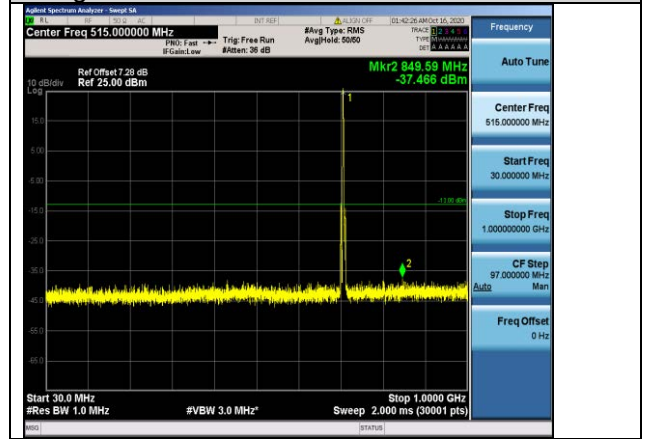 Agilent Spectrum Analyzer - Swept SA
RL RF 50 Ω AC INT REF ALIGN OFF 01:42:26 AM Oct 16, 2020
Center Freq 515.000000 MHz #Avg Type: RMS TRACE 1 2 3 4 5 6 Frequency
PNO: Fast Trig: Free Run Avg|Hold: 50/50 TYPE
IFGain:Low #Atten: 36 dB DET A A A A A A
Auto Tune
Mkr2 849.59 MHz
Ref Offset 7.28 dB
10 dB/div Ref 25.00 dBm -37.466 dBm
Log
1
Center Freq
515.000000 MHz
15.0
5.00
Start Freq
30.000000 MHz
-5.00
-13.00 dBm
-15.0
Stop Freq
1.000000000 GHz
-25.0
2
-35.0
CF Step
97.000000 MHz
Auto Man
-45.0
Freq Offset
0 Hz
-55.0
-65.0
Start 30.0 MHz Stop 1.0000 GHz
#Res BW 1.0 MHz #VBW 3.0 MHz* Sweep 2.000 ms (30001 pts)
MSG STATUS